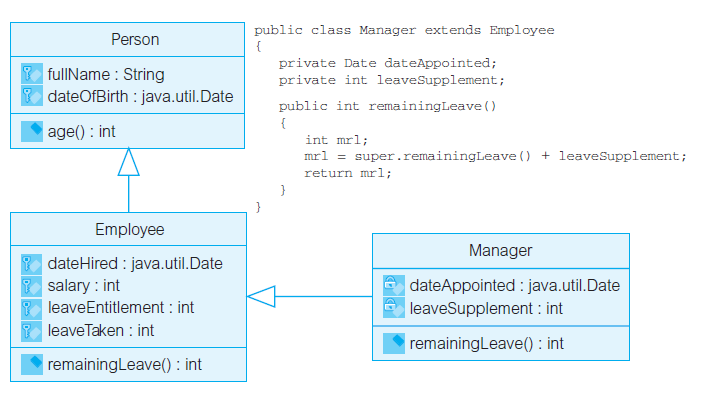 Person
fullName : String
dateOfBirth : java.util.Date
age() : int
public class Manager extends Employee
{
private Date dateAppointed;
private int leaveSupplement;
public int remainingLeave()
{
int mrl;
mrl = super.remainingLeave() + leaveSupplement;
return mrl;
}
}
Employee
dateHired : java.util.Date
salary : int
leaveEntitlement : int
leaveTaken : int
remainingLeave() : int
Manager
dateAppointed : java.util.Date
leaveSupplement : int
remainingLeave() : int